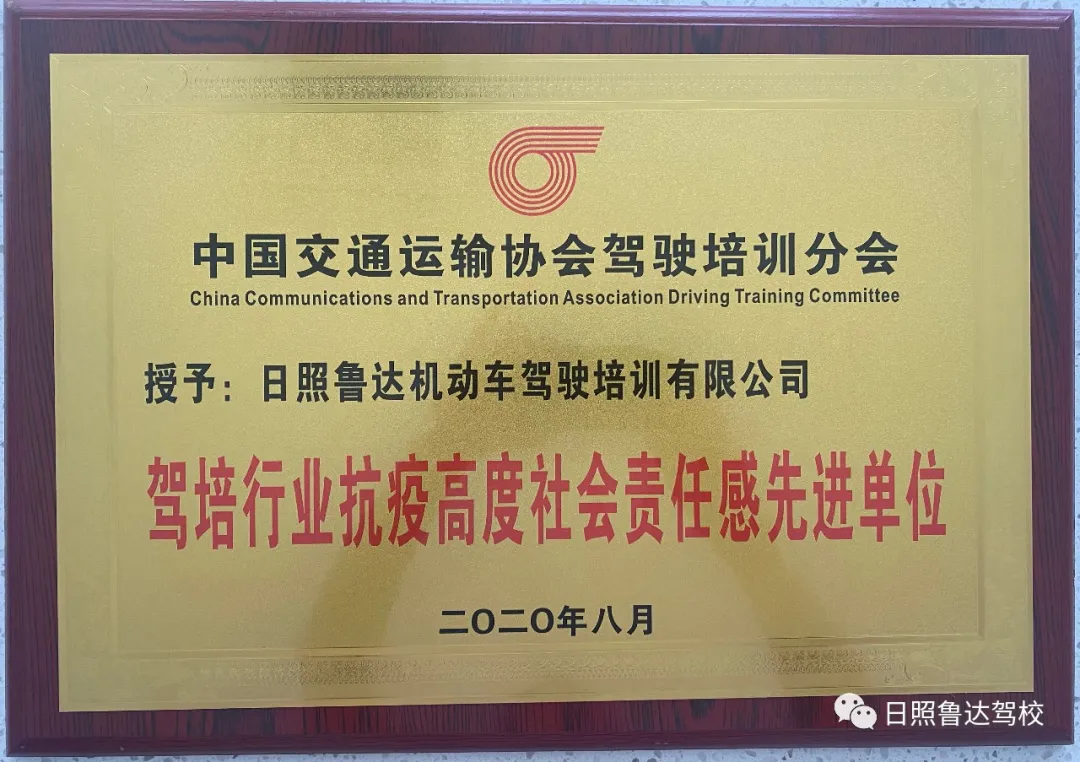 中国交通运输协会驾驶培训分会
China Communications and Transportation Association Driving Training Committee
授予：日照鲁达机动车驾驶培训有限公司
驾培行业抗疫高度社会责任感先进单位
二〇二〇年八月
日照鲁达驾校